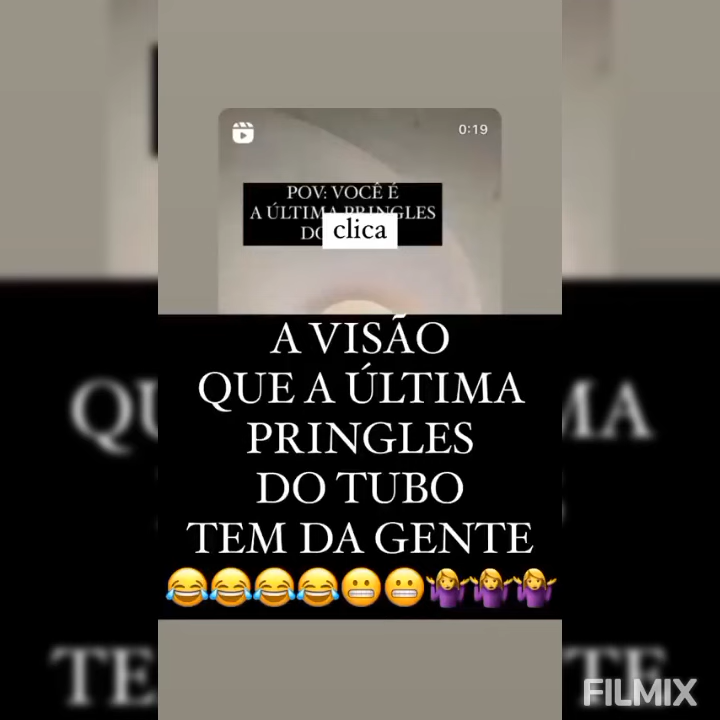 0:19
POV: VOCÊ É
A ÚLTIMA PRINGLES
clica
A VISÃO
QUE A ÚLTIMA
PRINGLES
DO TUBO
TEM DA GENTE
😂😂😂😂😬😬🤷‍♀️🤷‍♀️🤷‍♀️
FILMIX